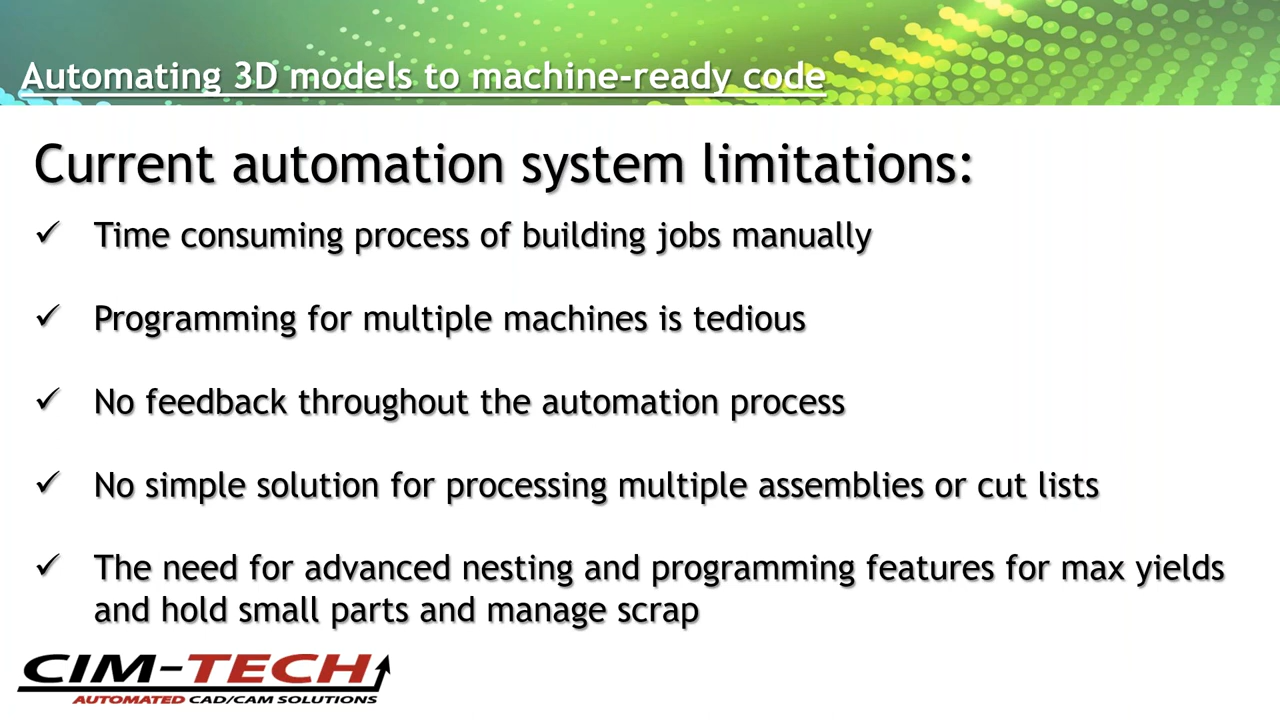 Automating 3D models to machine-ready code
Current automation system limitations:
✓ Time consuming process of building jobs manually
✓ Programming for multiple machines is tedious
✓ No feedback throughout the automation process
✓ No simple solution for processing multiple assemblies or cut lists
✓ The need for advanced nesting and programming features for max yields
and hold small parts and manage scrap
CIM-TECH
AUTOMATED CAD/CAM SOLUTIONS